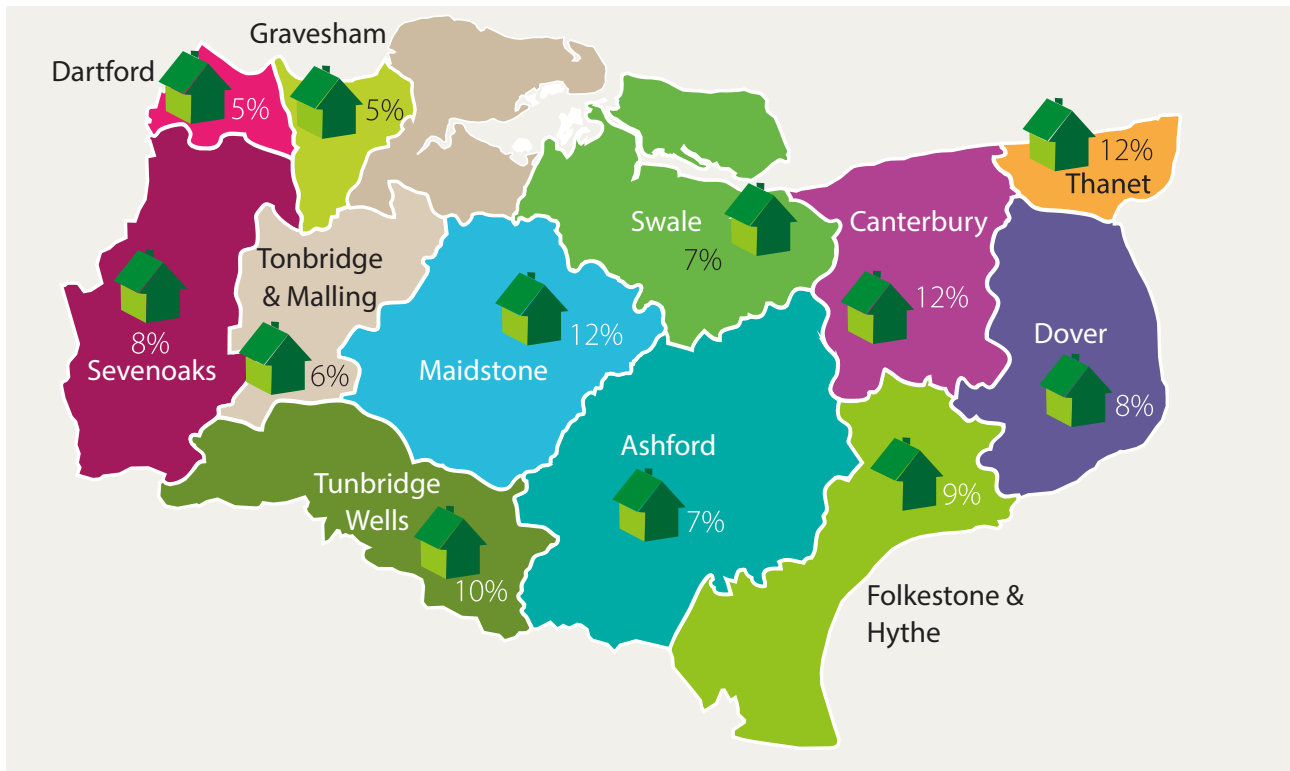 Gravesham
Dartford
5%
5%
12%
Thanet
Swale
7%
Canterbury
12%
Tonbridge
& Malling
6%
8%
Sevenoaks
12%
Maidstone
Dover
8%
Ashford
7%
9%
Tunbridge
Wells
10%
Folkestone &
Hythe